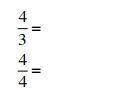 4/3 =
4/4 =